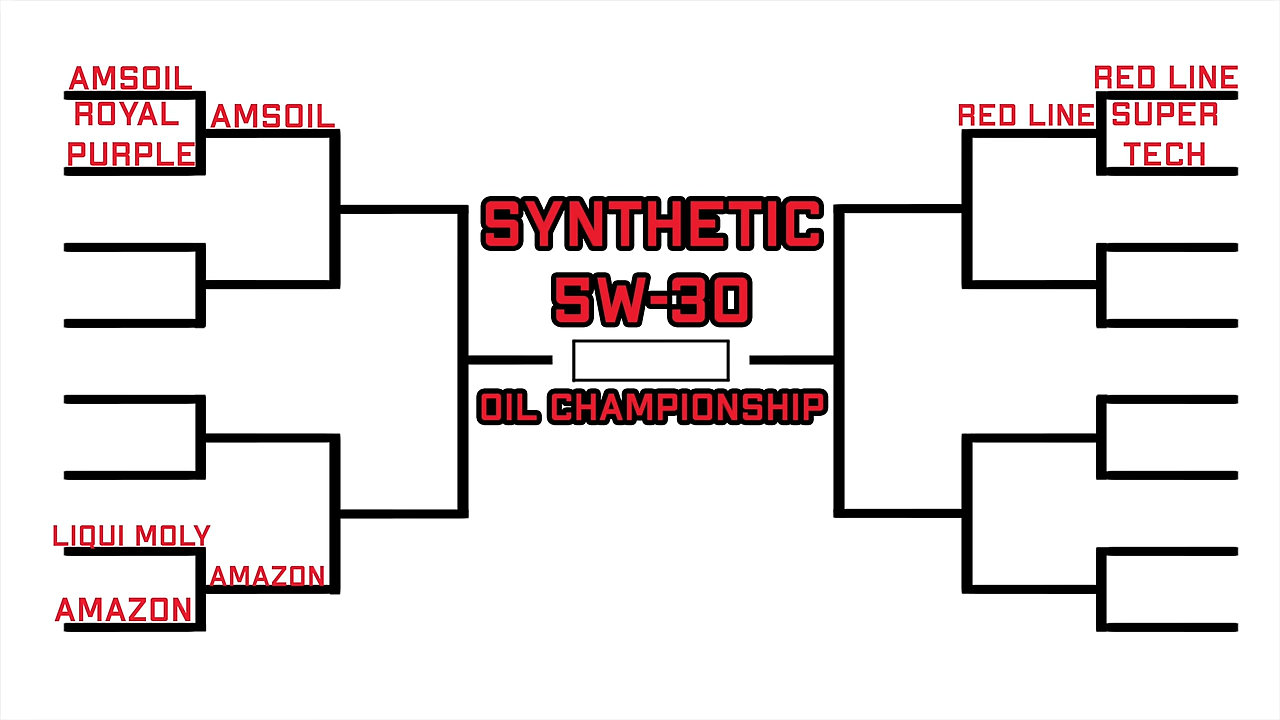 AMSOIL
ROYAL
PURPLE
AMSOIL
LIQUI MOLY
AMAZON
AMAZON
SYNTHETIC
5W-30
OIL CHAMPIONSHIP
RED LINE
RED LINE
SUPER
TECH